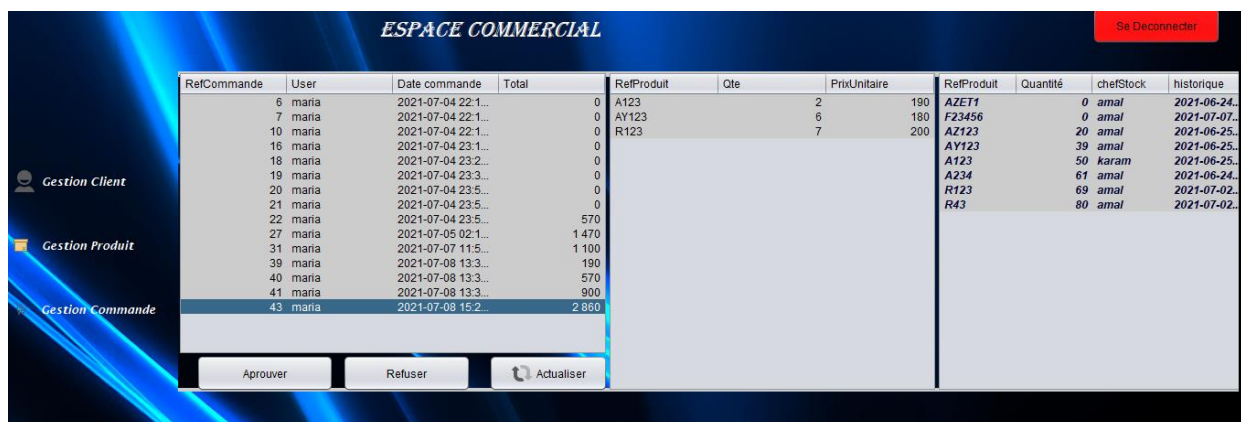 ESPACE COMMERCIAL
Se Deconnecter
Gestion Client
Gestion Produit
Gestion Commande
RefCommande User Date commande Total
6 maria 2021-07-04 22:1... 0
7 maria 2021-07-04 22:1... 0
10 maria 2021-07-04 22:1... 0
16 maria 2021-07-04 23:1... 0
18 maria 2021-07-04 23:2... 0
19 maria 2021-07-04 23:3... 0
20 maria 2021-07-04 23:5... 0
21 maria 2021-07-04 23:5... 0
22 maria 2021-07-04 23:5... 570
27 maria 2021-07-05 02:1... 1 470
31 maria 2021-07-07 11:5... 1 100
39 maria 2021-07-08 13:3... 190
40 maria 2021-07-08 13:3... 570
41 maria 2021-07-08 13:3... 900
43 maria 2021-07-08 15:2... 2 860
Aprouver Refuser Actualiser
RefProduit Qte PrixUnitaire
A123 2 190
AY123 6 180
R123 7 200
RefProduit Quantité chefStock historique
AZET1 0 amal 2021-06-24...
F23456 0 amal 2021-07-07...
AZ123 20 amal 2021-06-25...
AY123 39 amal 2021-06-25...
A123 50 karam 2021-06-25...
A234 61 amal 2021-06-24...
R123 69 amal 2021-07-02...
R43 80 amal 2021-07-02...